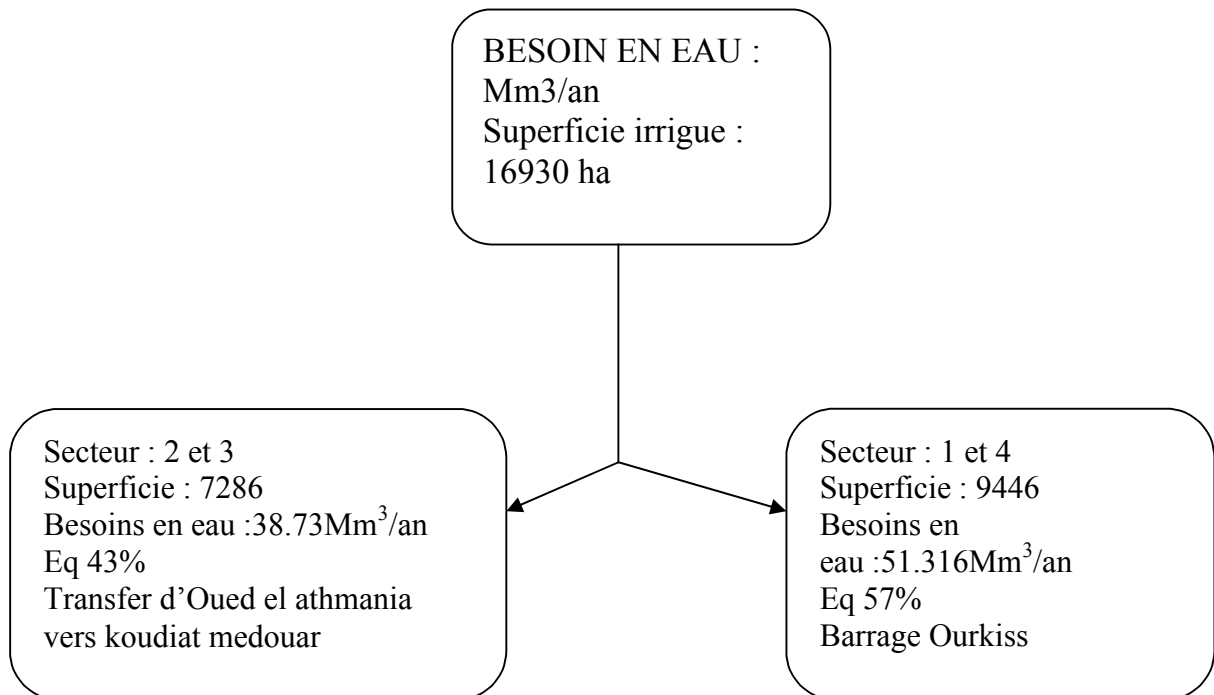 BESOIN EN EAU :
Mm3/an
Superficie irrigue :
16930 ha
Secteur : 2 et 3
Superficie : 7286
Besoins en eau :38.73Mm³/an
Eq 43%
Transfer d’Oued el athmania
vers koudiat medouar
Secteur : 1 et 4
Superficie : 9446
Besoins en
eau :51.316Mm³/an
Eq 57%
Barrage Ourkiss